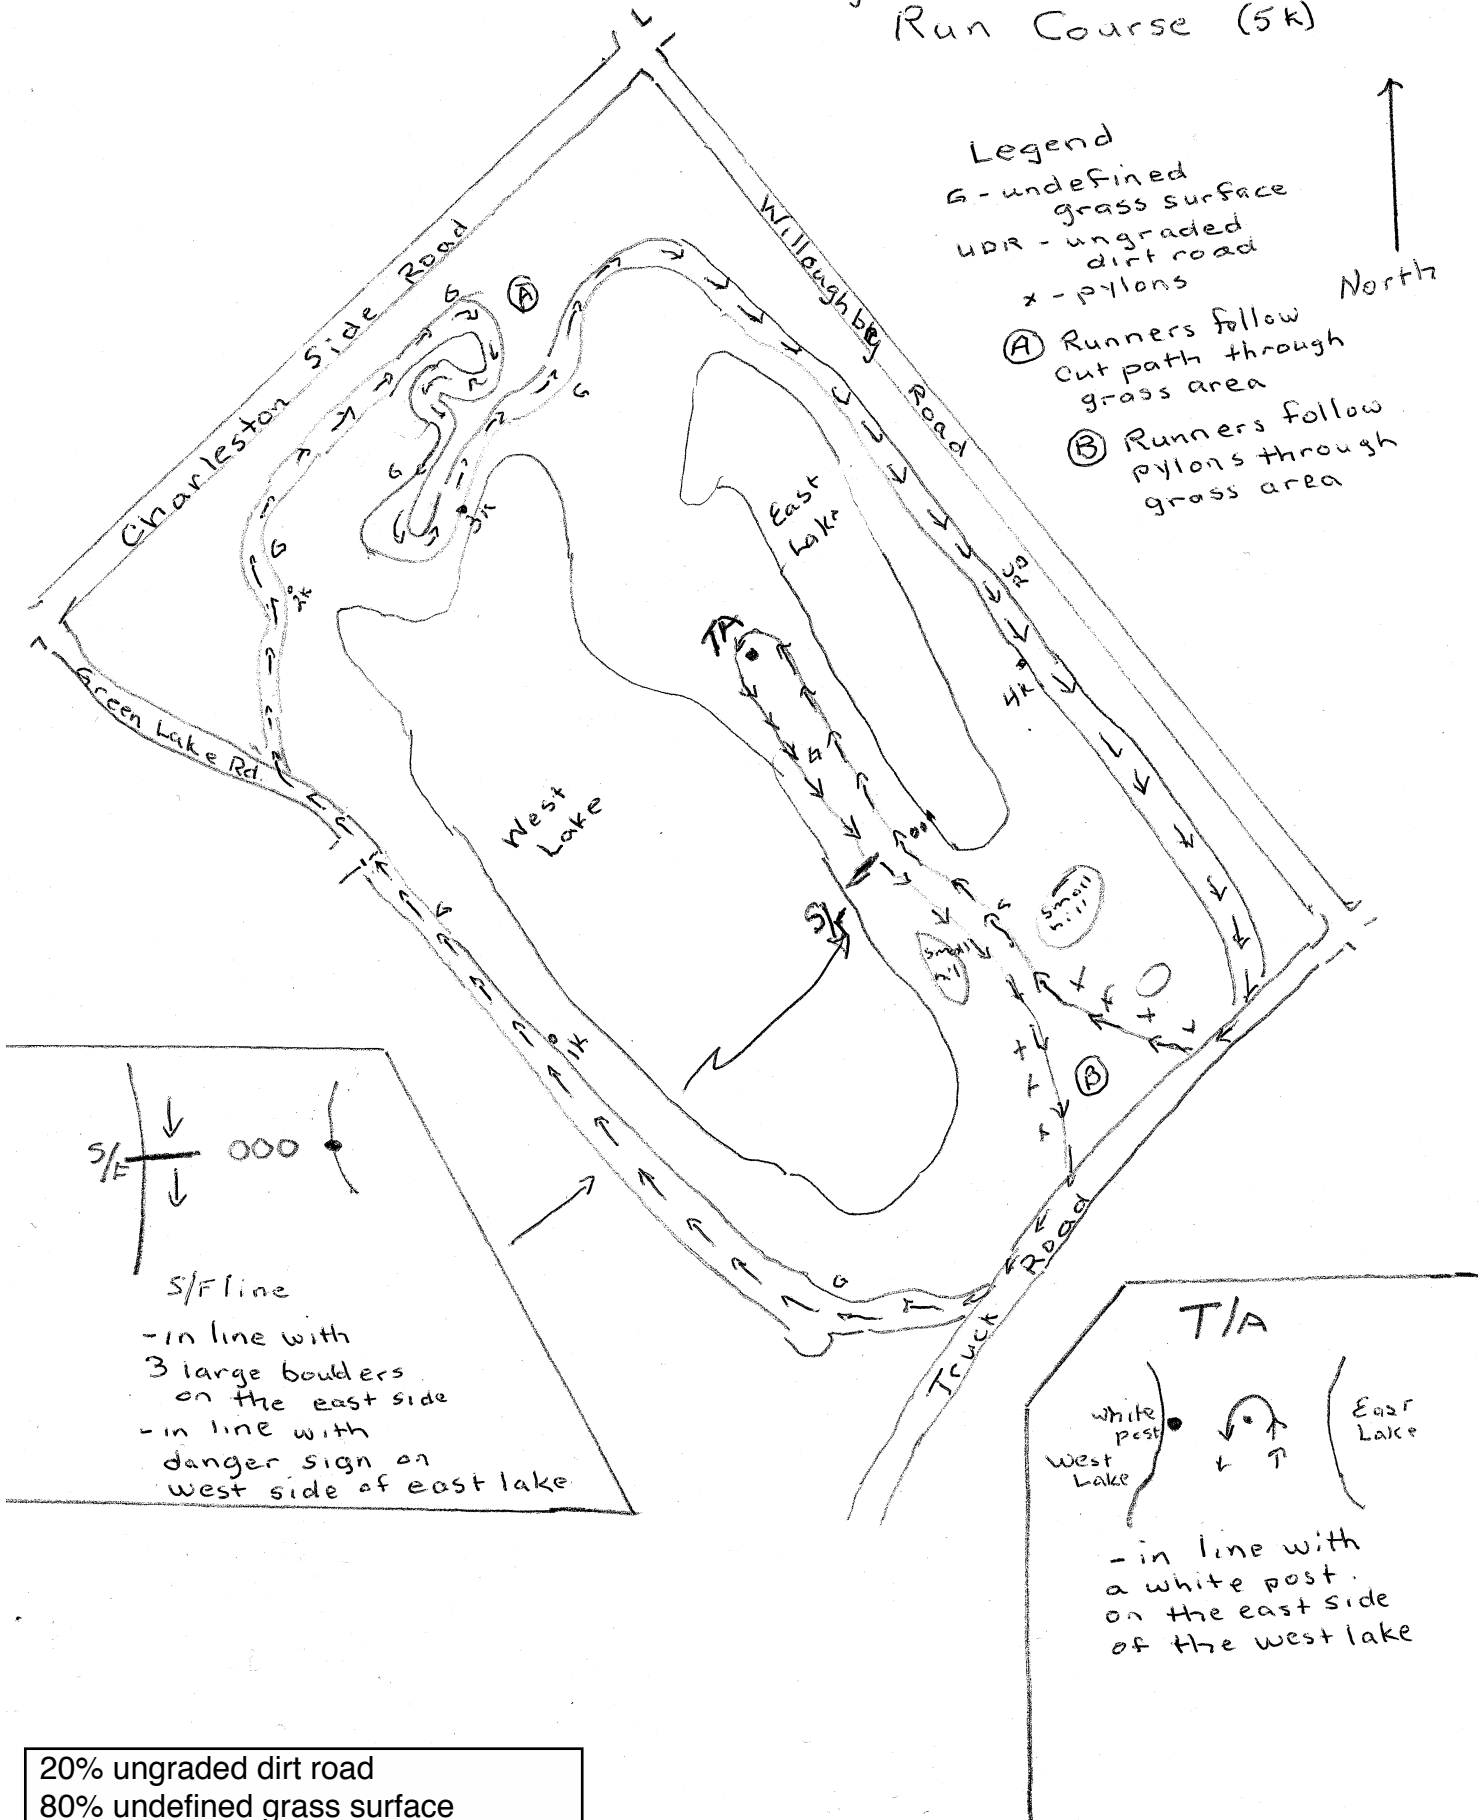 Run Course (5k)
Legend
G - undefined
grass surface
UDR - ungraded
dirt road
x - pylons
North
A Runners follow
cut path through
grass area
B Runners follow
pylons through
grass area
Charleston Side Road
Willoughby Road
Green Lake Rd.
Truck Road
A
G
G
G
G
3k
2k
East
Lake
UDR
4k
TA
G
West
Lake
S/F
G
small
hill
small
hill
G
1k
B
G
S/F
S/F line
- in line with
3 large boulders
on the east side
- in line with
danger sign on
west side of east lake
T/A
white
post
West
Lake
East
Lake
- in line with
a white post
on the east side
of the west lake
20% ungraded dirt road
80% undefined grass surface